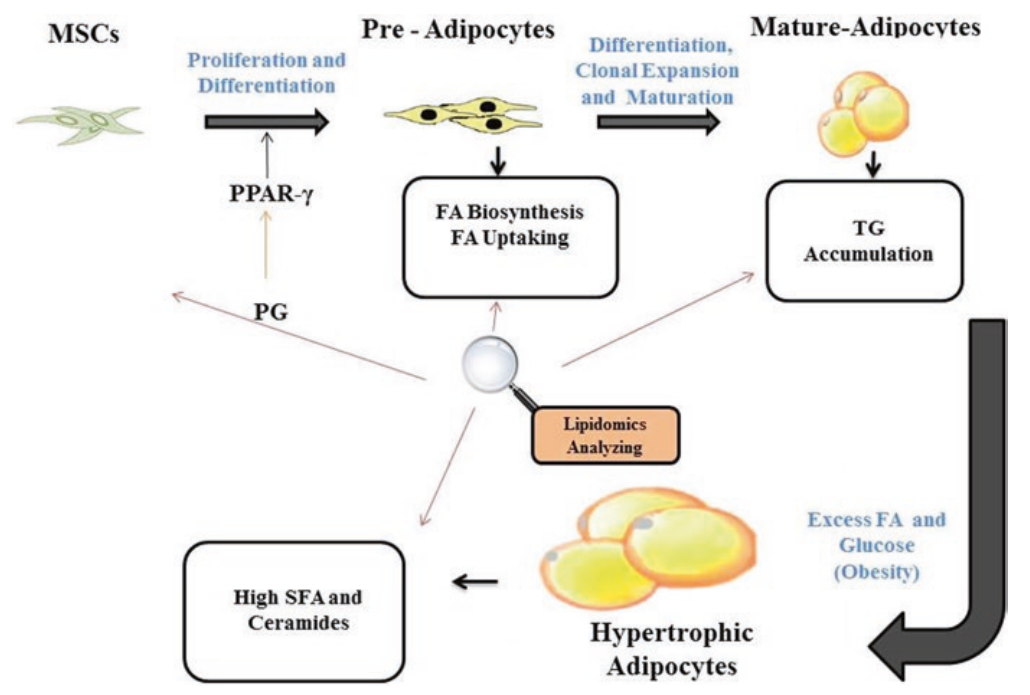 MSCs
Proliferation and
Differentiation
Pre - Adipocytes
Differentiation,
Clonal Expansion
and Maturation
Mature-Adipocytes
PPAR-γ
PG
FA Biosynthesis
FA Uptaking
TG
Accumulation
Lipidomics
Analyzing
Excess FA and
Glucose
(Obesity)
High SFA and
Ceramides
Hypertrophic
Adipocytes